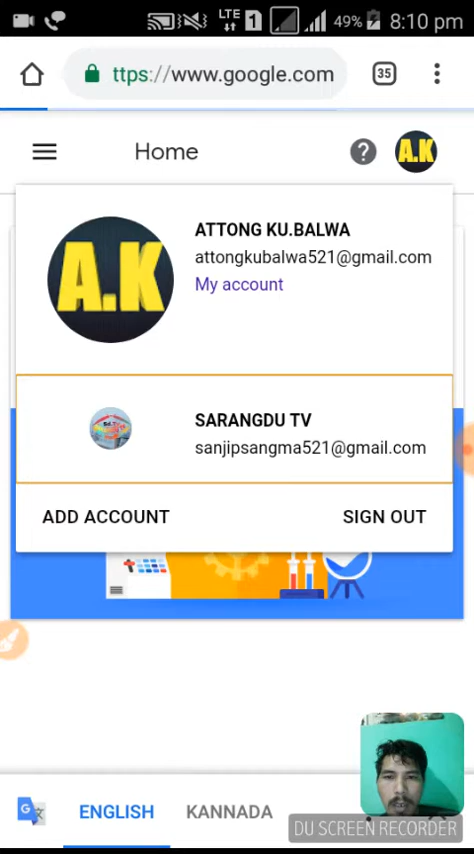 LTE 1 49% 8:10 pm
ttps://www.google.com 35
Home ? A.K
A.K
ATTONG KU.BALWA
attongkubalwa521@gmail.com
My account
SARANGDU TV
sanjipsangma521@gmail.com
ADD ACCOUNT SIGN OUT
ENGLISH KANNADA
DU SCREEN RECORDER